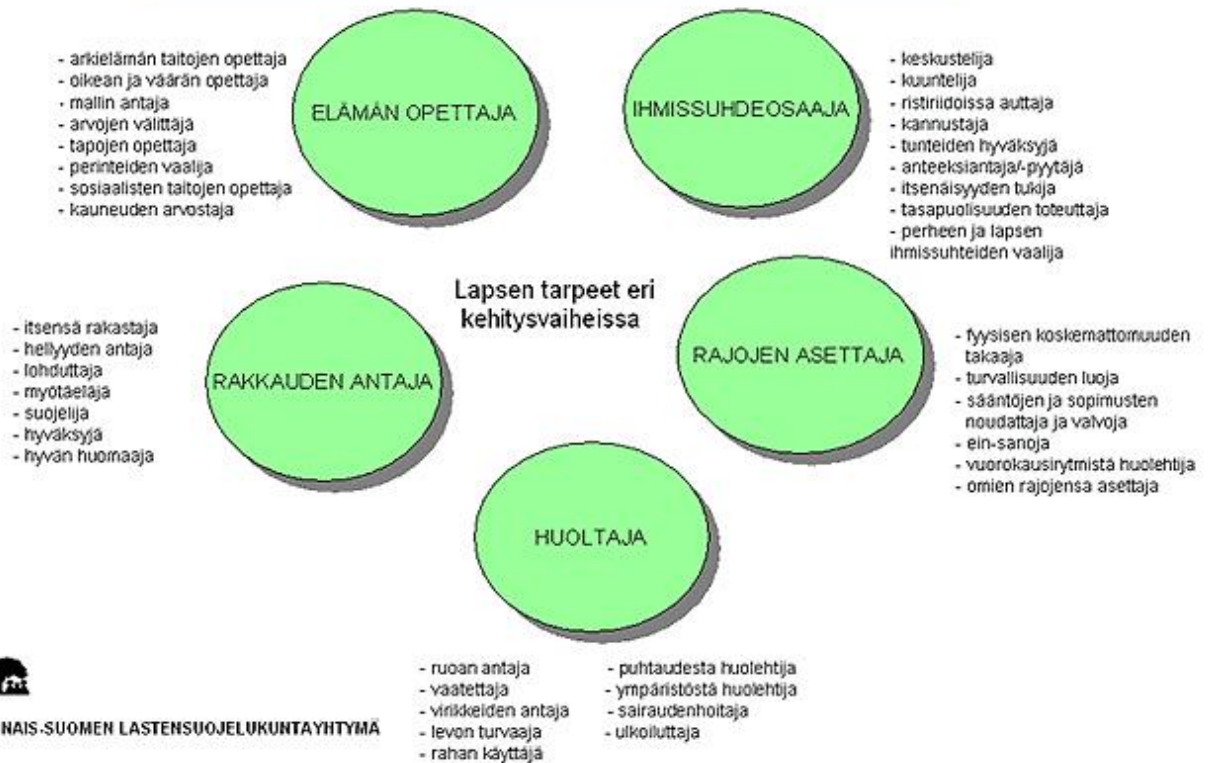 - arkielämän taitojen opettaja
- oikean ja väärän opettaja
- mallin antaja
- arvojen välittäjä
- tapojen opettaja
- perinteiden vaalija
- sosiaalisten taitojen opettaja
- kauneuden arvostaja
ELÄMÄN OPETTAJA
IHMISSUHDEOSAAJA
- keskustelija
- kuuntelija
- ristiriidoissa auttaja
- kannustaja
- tunteiden hyväksyjä
- anteeksiantaja/-pyytäjä
- itsenäisyyden tukija
- tasapuolisuuden toteuttaja
- perheen ja lapsen
ihmissuhteiden vaalija
Lapsen tarpeet eri
kehitysvaiheissa
- itsensä rakastaja
- hellyyden antaja
- lohduttaja
- myötäeläjä
- suojelija
- hyväksyjä
- hyvän huomaaja
RAKKAUDEN ANTAJA
RAJOJEN ASETTAJA
- fyysisen koskemattomuuden
takaaja
- turvallisuuden luoja
- sääntöjen ja sopimusten
noudattaja ja valvoja
- ein-sanoja
- vuorokausirytmistä huolehtija
- omien rajojensa asettaja
HUOLTAJA
- ruoan antaja
- vaatettaja
- virikkeiden antaja
- levon turvaaja
- rahan käyttäjä
- puhtaudesta huolehtija
- ympäristöstä huolehtija
- sairaudenhoitaja
- ulkoiluttaja
NAIS-SUOMEN LASTENSUOJELUKUNTAYHTYMÄ